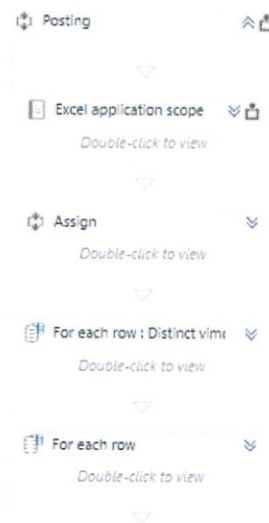 Posting
Excel application scope
Double-click to view
Assign
Double-click to view
For each row : Distinct
Double-click to view
For each row
Double-click to view